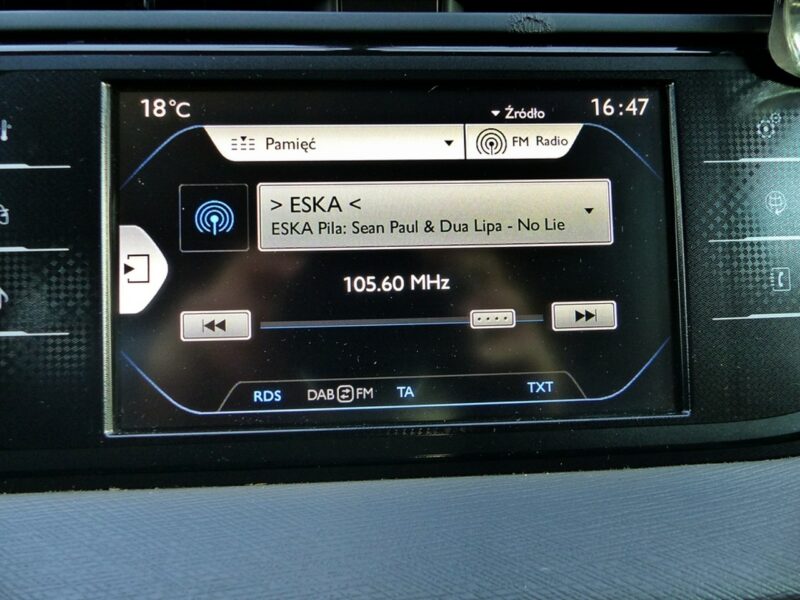 18°C
Źródło
16:47
Pamięć
FM Radio
> ESKA <
ESKA Pila: Sean Paul & Dua Lipa - No Lie
105.60 MHz
RDS DAB FM TA TXT